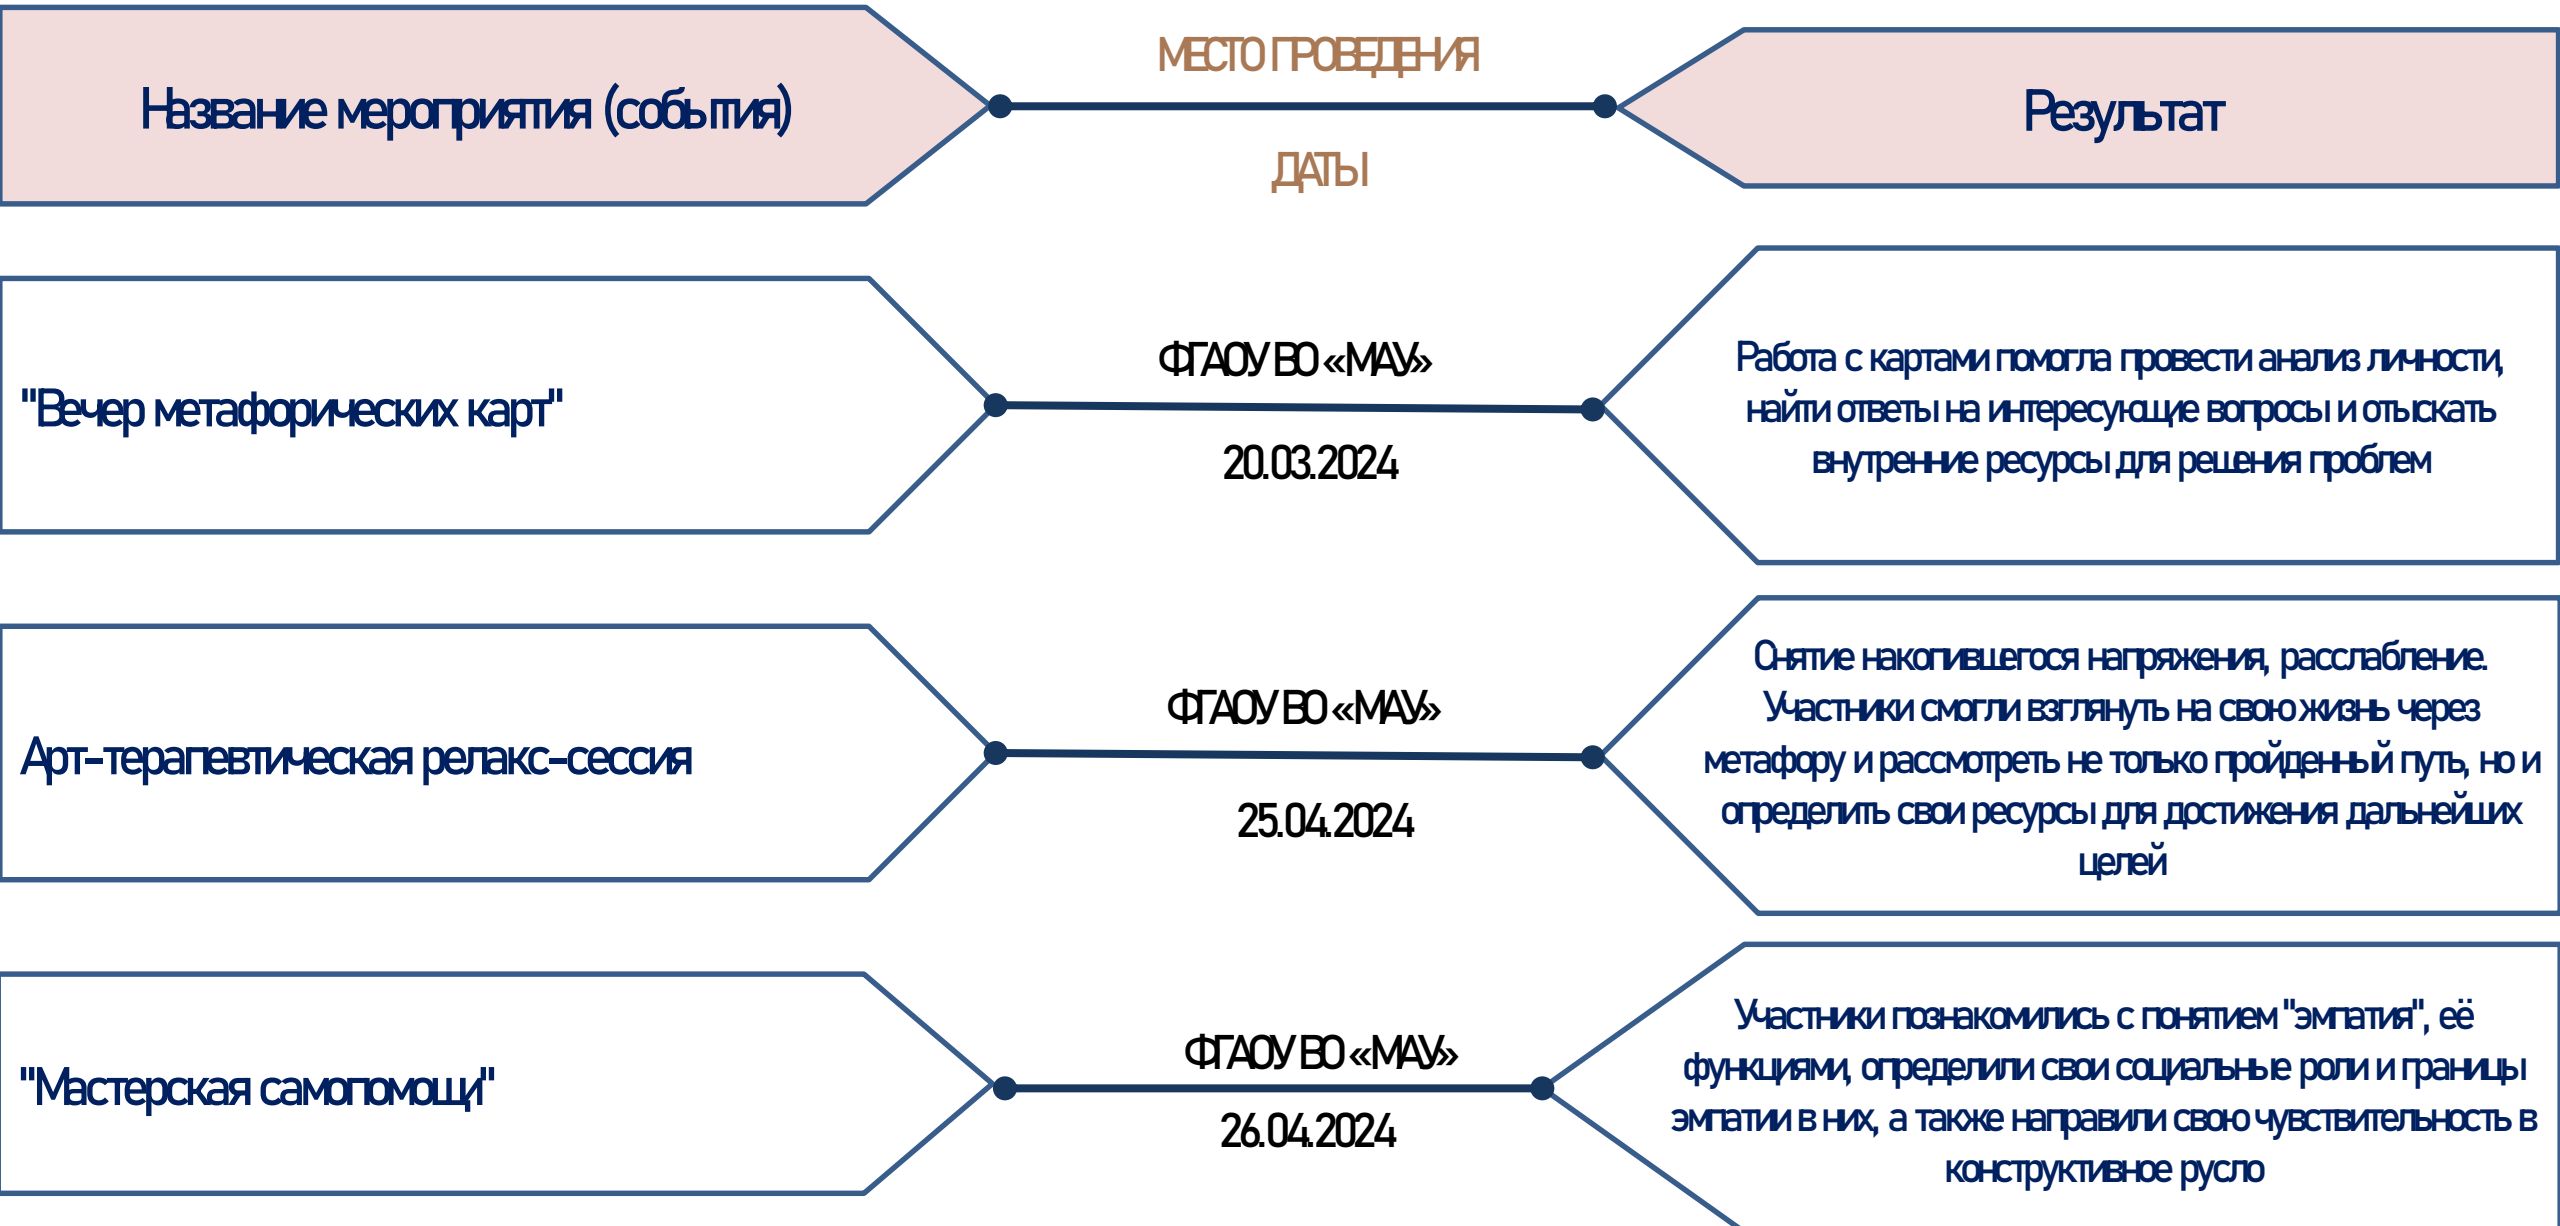 Название мероприятия (события)
МЕСТО ПРОВЕДЕНИЯ
ДАТЫ
Результат
"Вечер метафорических карт"
ФГАОУ ВО «МАУ»
20.03.2024
Работа с картами помогла провести анализ личности,
найти ответы на интересующие вопросы и отыскать
внутренние ресурсы для решения проблем
Арт-терапевтическая релакс-сессия
ФГАОУ ВО «МАУ»
25.04.2024
Снятие накопившегося напряжения, расслабление.
Участники смогли взглянуть на свою жизнь через
метафору и рассмотреть не только пройденный путь, но и
определить свои ресурсы для достижения дальнейших
целей
"Мастерская самопомощи"
ФГАОУ ВО «МАУ»
26.04.2024
Участники познакомились с понятием "эмпатия", её
функциями, определили свои социальные роли и границы
эмпатии в них, а также направили свою чувствительность в
конструктивное русло